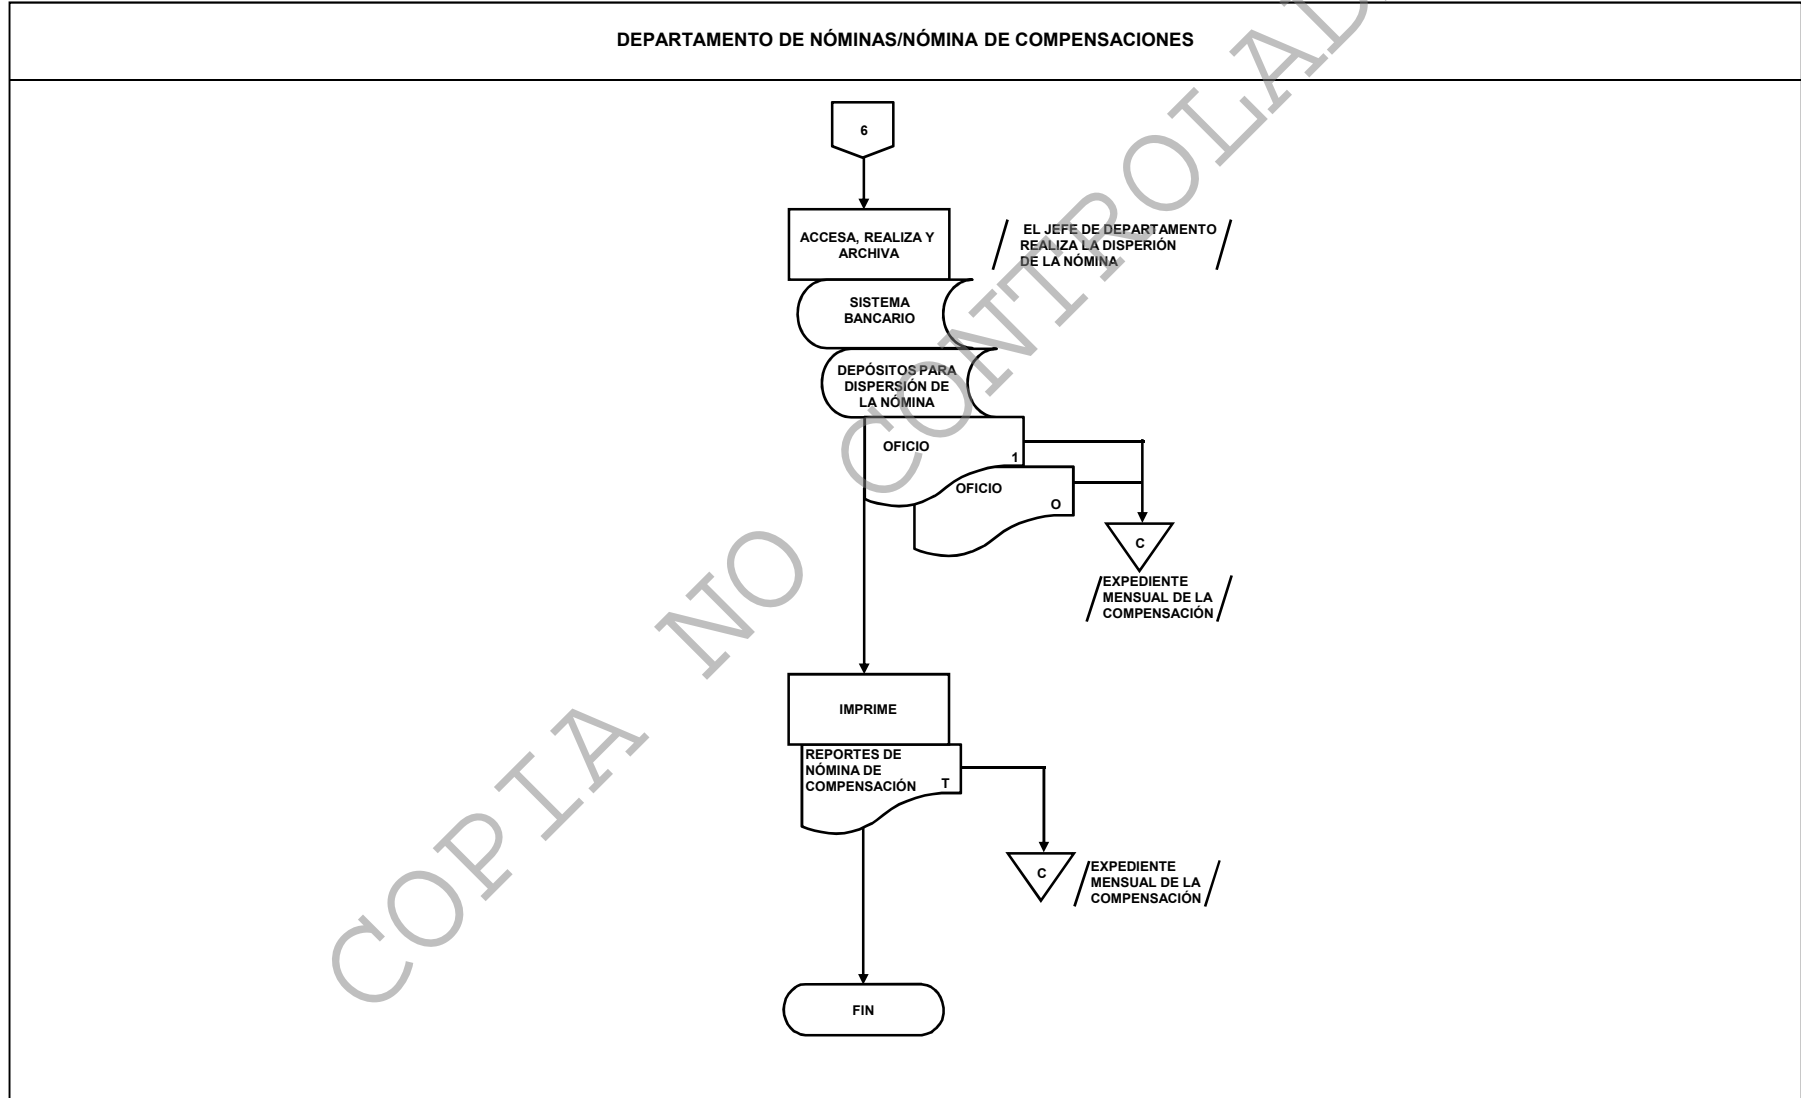 DEPARTAMENTO DE NÓMINAS/NÓMINA DE COMPENSACIONES
6
ACCESA, REALIZA Y
ARCHIVA
EL JEFE DE DEPARTAMENTO
REALIZA LA DISPERIÓN
DE LA NÓMINA
SISTEMA
BANCARIO
DEPÓSITOS PARA
DISPERSIÓN DE
LA NÓMINA
OFICIO
1
OFICIO
O
C
EXPEDIENTE
MENSUAL DE LA
COMPENSACIÓN
IMPRIME
REPORTES DE
NÓMINA DE
COMPENSACIÓN
T
C
EXPEDIENTE
MENSUAL DE LA
COMPENSACIÓN
FIN
COPIA NO CONTROLAD